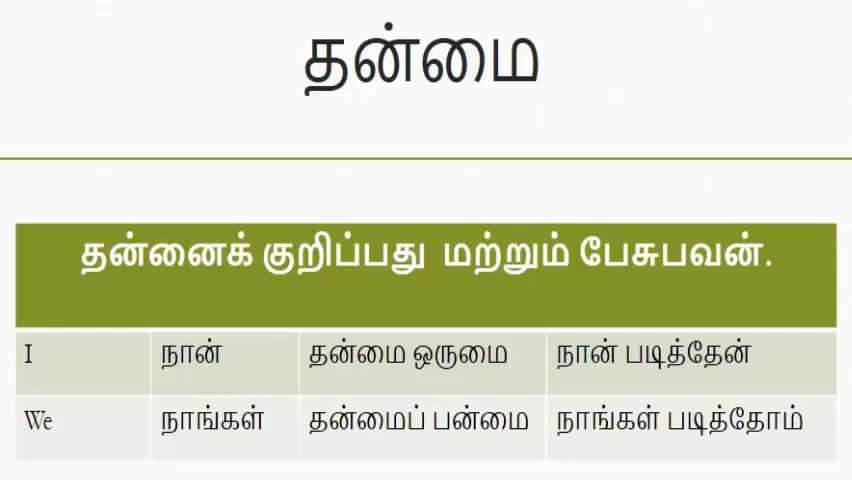 தன்மை
தன்னைக் குறிப்பது மற்றும் பேசுபவன்.
I நான் தன்மை ஒருமை நான் படித்தேன்
We நாங்கள் தன்மைப் பன்மை நாங்கள் படித்தோம்